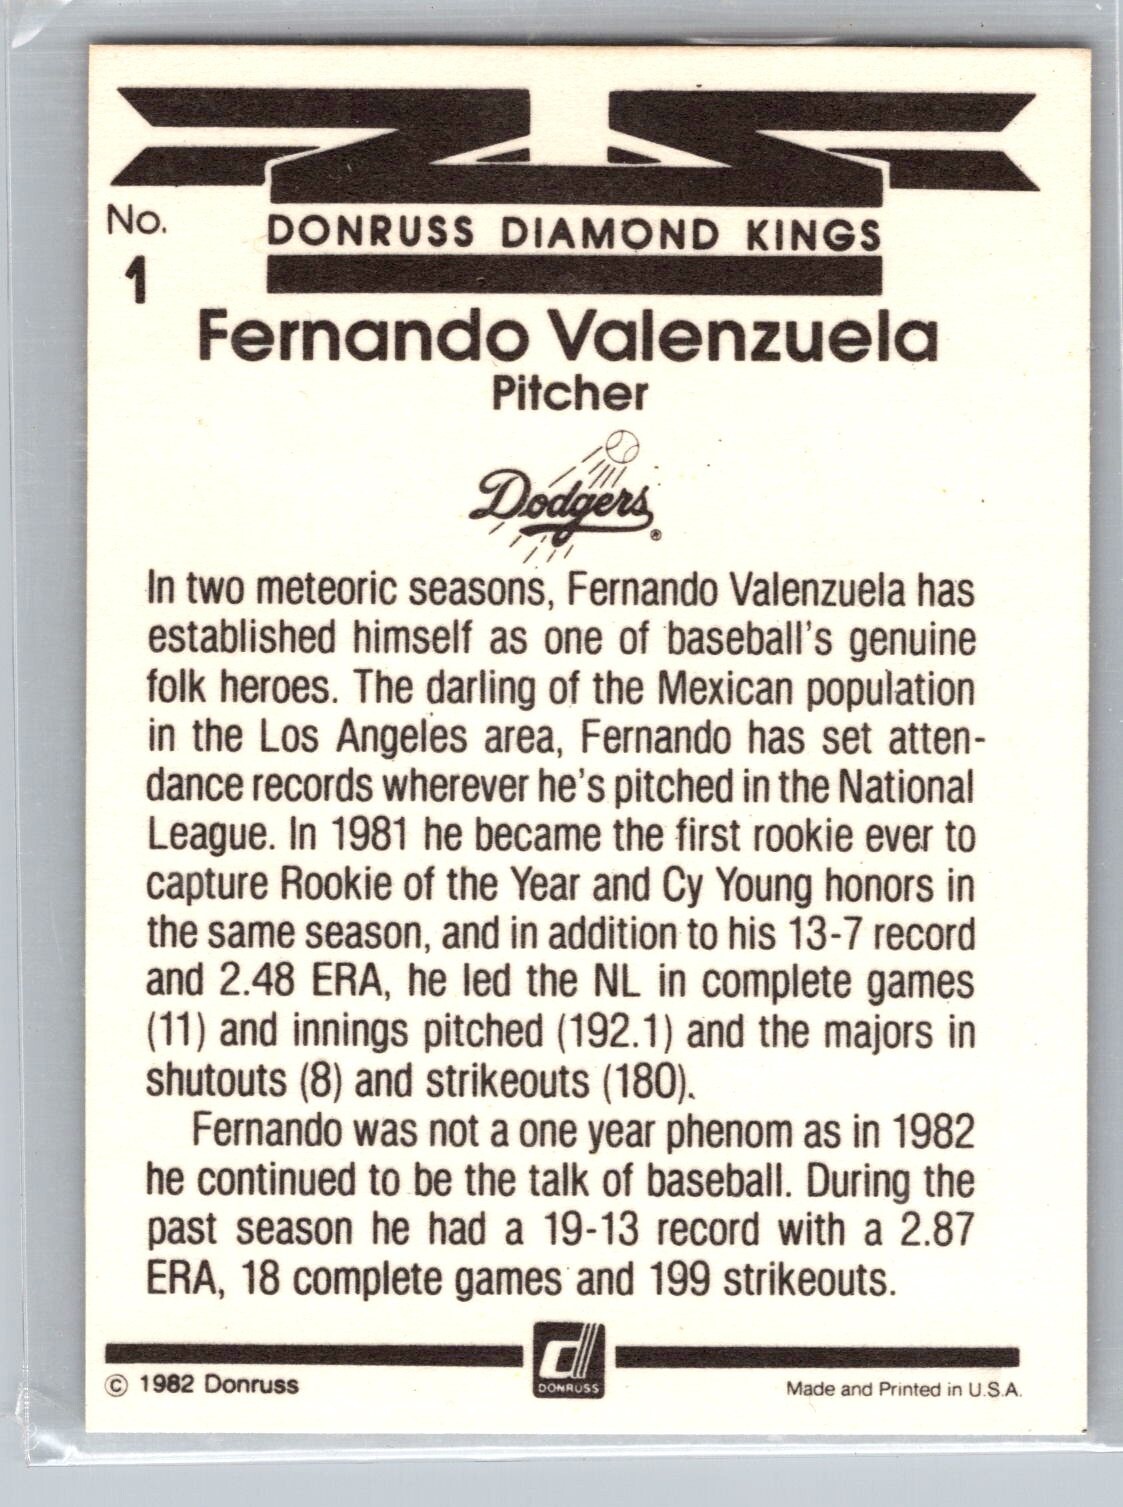 No.
1
DONRUSS DIAMOND KINGS
Fernando Valenzuela
Pitcher
Dodgers®
In two meteoric seasons, Fernando Valenzuela has
established himself as one of baseball's genuine
folk heroes. The darling of the Mexican population
in the Los Angeles area, Fernando has set atten-
dance records wherever he's pitched in the National
League. In 1981 he became the first rookie ever to
capture Rookie of the Year and Cy Young honors in
the same season, and in addition to his 13-7 record
and 2.48 ERA, he led the NL in complete games
(11) and innings pitched (192.1) and the majors in
shutouts (8) and strikeouts (180).
Fernando was not a one year phenom as in 1982
he continued to be the talk of baseball. During the
past season he had a 19-13 record with a 2.87
ERA, 18 complete games and 199 strikeouts.
d
DONRUSS
© 1982 Donruss
Made and Printed in U.S.A.